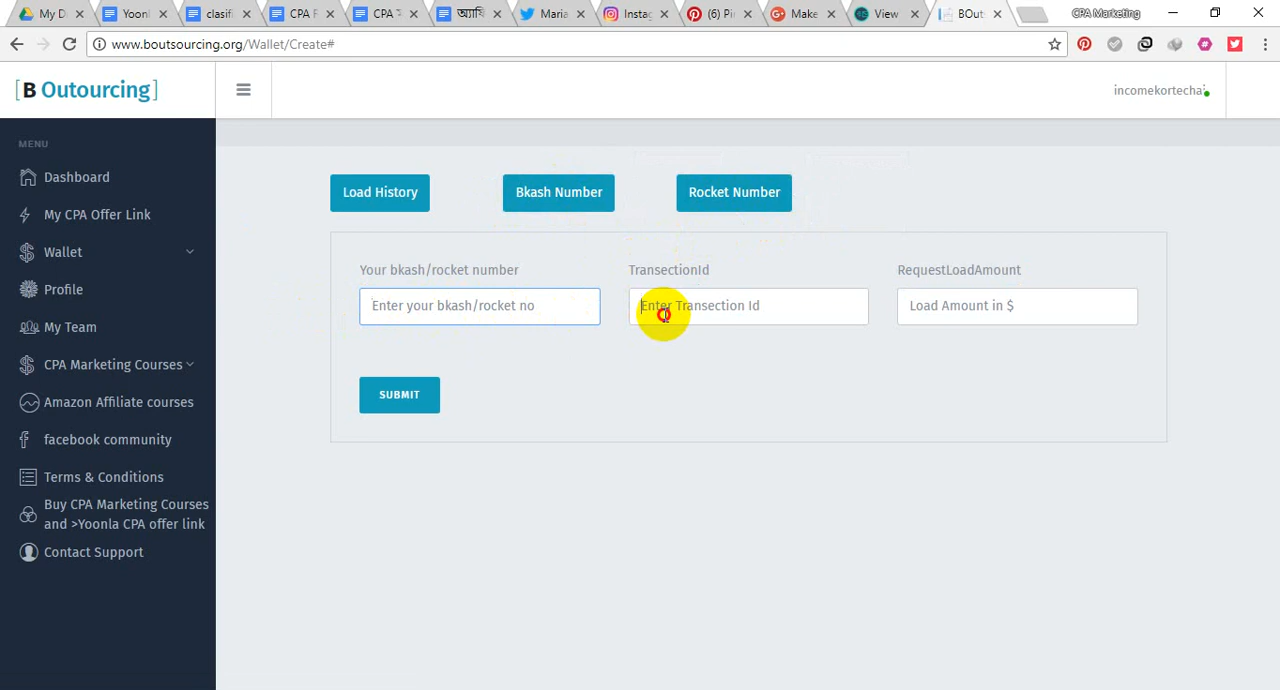 My D
Yoonl
clasif
CPA F
CPA
অ্যাফি
Maria
Instag
(6) Pi
Make
View
BOut
CPA Marketing
www.boutsourcing.org/Wallet/Create#
[B Outourcing]
incomekortecha
MENU
Dashboard
My CPA Offer Link
Wallet
Profile
My Team
CPA Marketing Courses
Amazon Affiliate courses
facebook community
Terms & Conditions
Buy CPA Marketing Courses
and >Yoonla CPA offer link
Contact Support
Load History
Bkash Number
Rocket Number
Your bkash/rocket number
TransectionId
RequestLoadAmount
Enter your bkash/rocket no
Enter Transection Id
Load Amount in $
SUBMIT